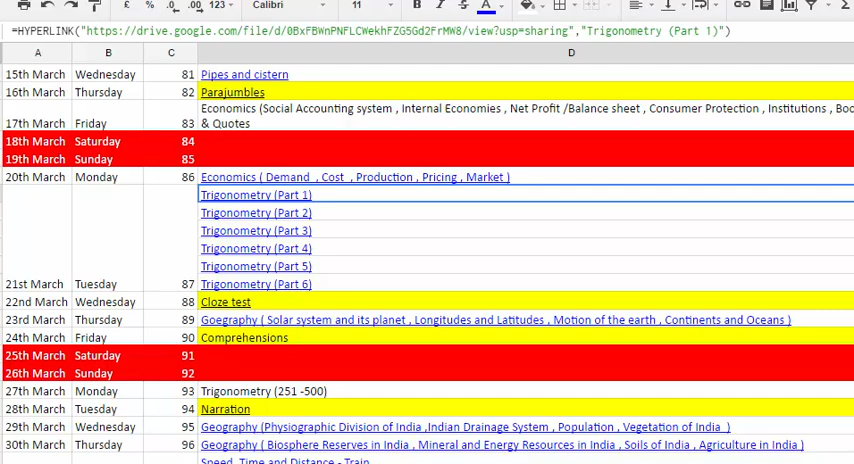 £ % .0 .00 123 Calibri 11 B I S A
=HYPERLINK("https://drive.google.com/file/d/0BxFBWnPNFLCWekhFZG5Gd2FrMW8/view?usp=sharing","Trigonometry (Part 1)")
A B C D
15th March Wednesday 81 Pipes and cistern
16th March Thursday 82 Parajumbles
Economics (Social Accounting system , Internal Economies , Net Profit /Balance sheet , Consumer Protection , Institutions , Boo
17th March Friday 83 & Quotes
18th March Saturday 84
19th March Sunday 85
20th March Monday 86 Economics ( Demand , Cost , Production , Pricing , Market )
Trigonometry (Part 1)
Trigonometry (Part 2)
Trigonometry (Part 3)
Trigonometry (Part 4)
Trigonometry (Part 5)
21st March Tuesday 87 Trigonometry (Part 6)
22nd March Wednesday 88 Cloze test
23rd March Thursday 89 Goegraphy ( Solar system and its planet , Longitudes and Latitudes , Motion of the earth , Continents and Oceans )
24th March Friday 90 Comprehensions
25th March Saturday 91
26th March Sunday 92
27th March Monday 93 Trigonometry (251 -500)
28th March Tuesday 94 Narration
29th March Wednesday 95 Geography (Physiographic Division of India ,Indian Drainage System , Population , Vegetation of India )
30th March Thursday 96 Geography ( Biosphere Reserves in India , Mineral and Energy Resources in India , Soils of India , Agriculture in India )
Speed, Time and Distance - Train